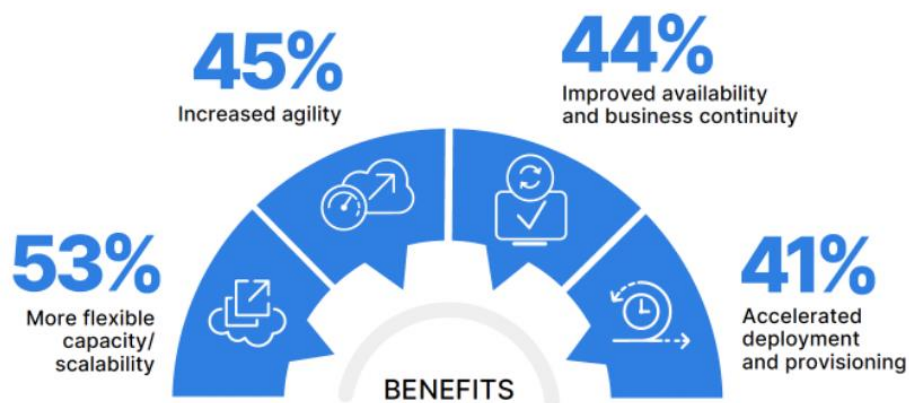 45%
Increased agility
44%
Improved availability
and business continuity
53%
More flexible
capacity/
scalability
41%
Accelerated
deployment
and provisioning
BENEFITS